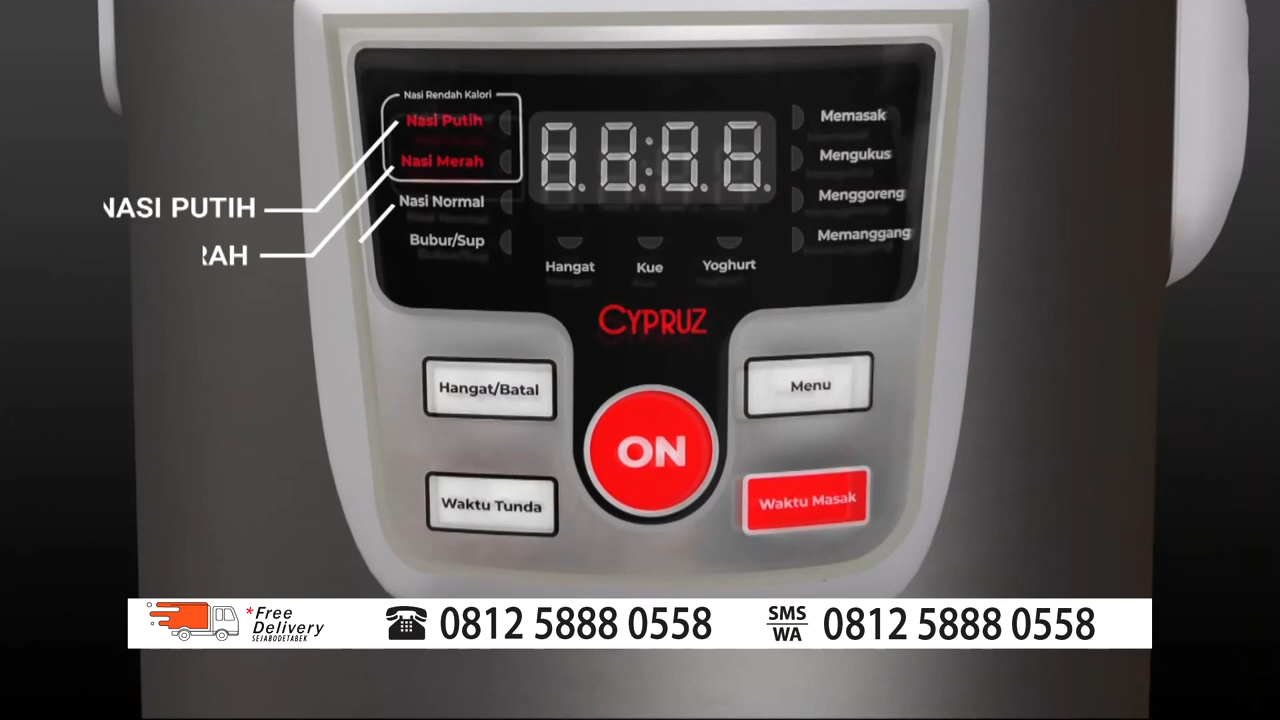 Nasi Rendah Kalori
Nasi Putih
Nasi Merah
Nasi Normal
Bubur/Sup
Memasak
Mengukus
Menggoreng
Memanggang
Hangat
Kue
Yoghurt
NASI PUTIH
RAH
CYPRUZ
Hangat/Batal
Menu
ON
Waktu Tunda
Waktu Masak
*Free
Delivery
SEJABODETABEK
0812 5888 0558
SMS
WA
0812 5888 0558